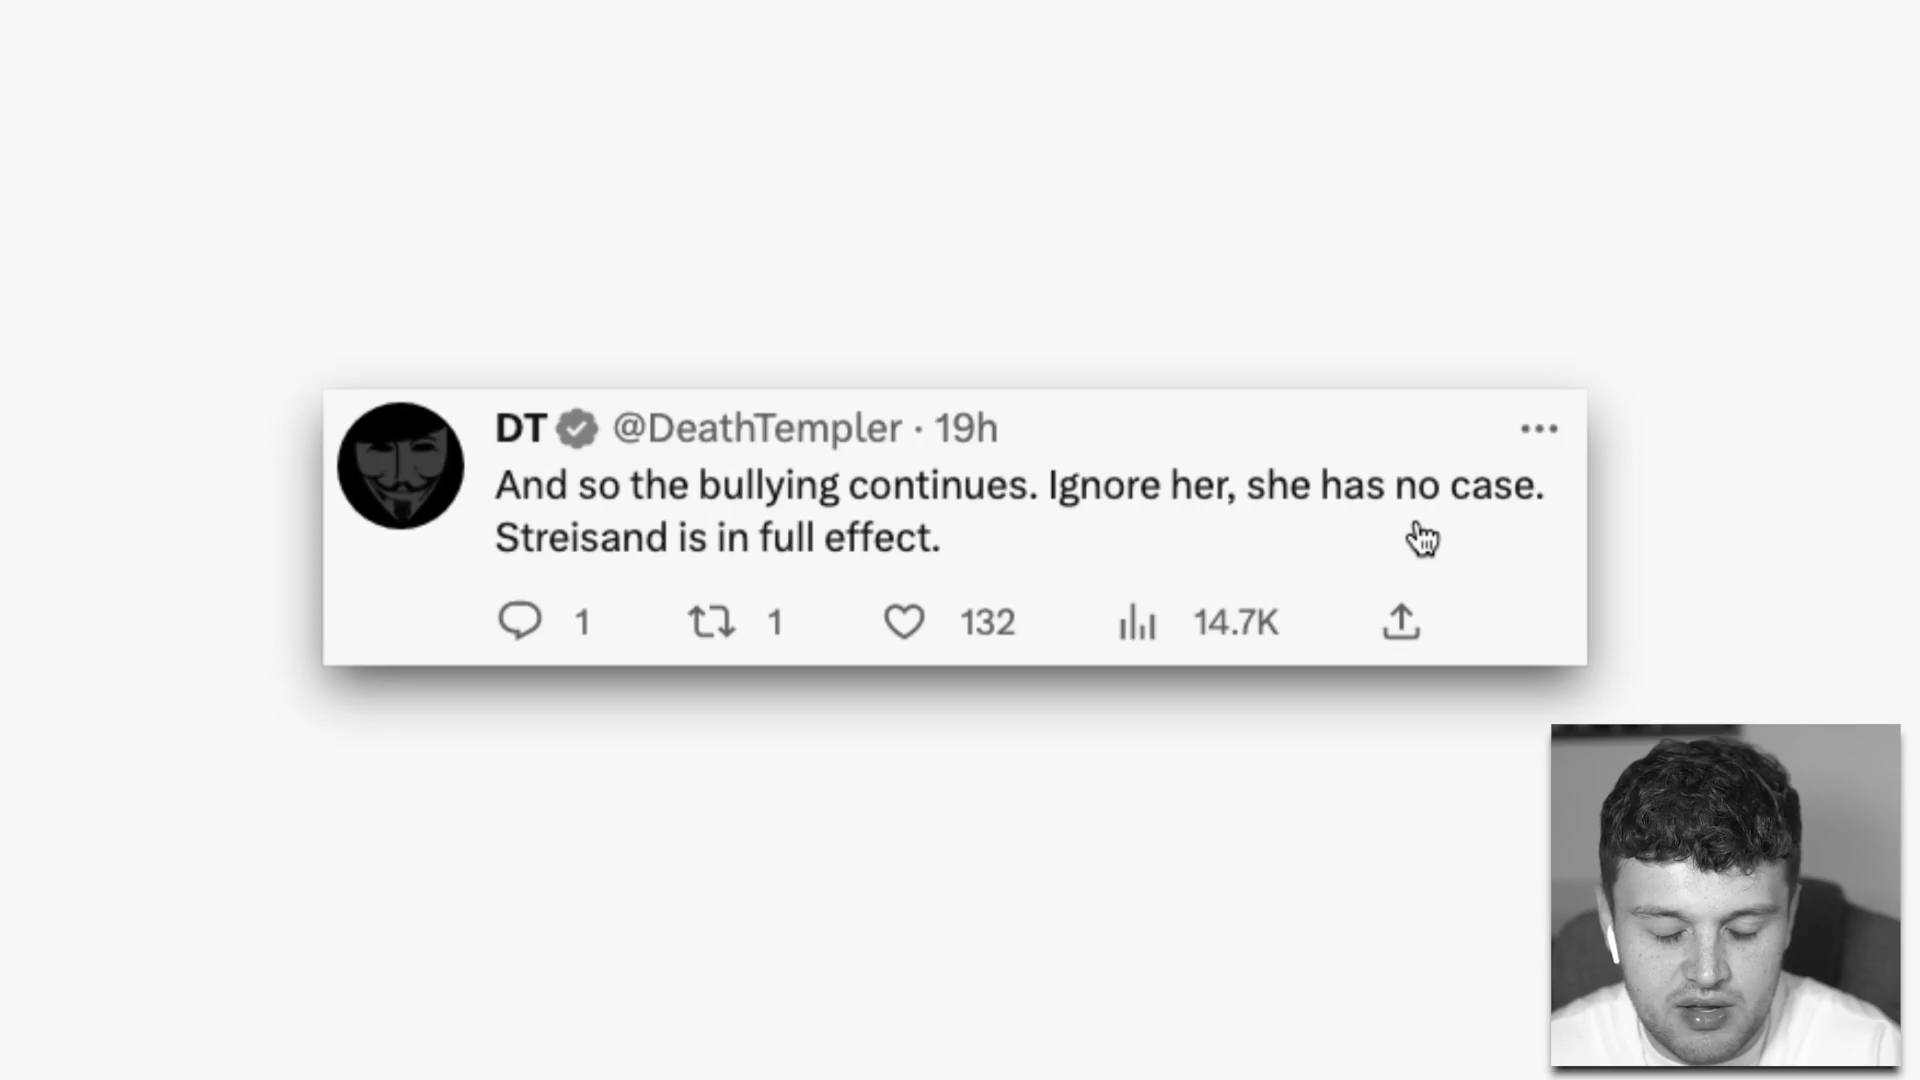 DT @DeathTempler · 19h
And so the bullying continues. Ignore her, she has no case.
Streisand is in full effect.
1 1 132 14.7K